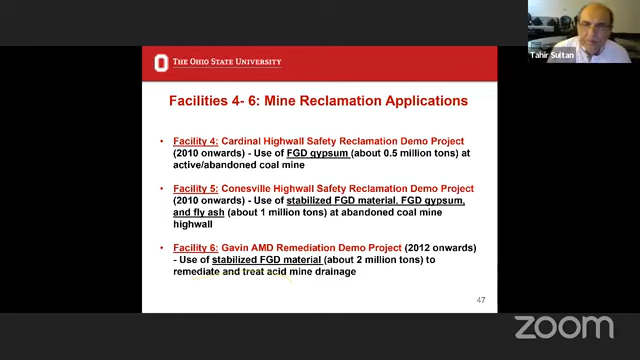 Tahir Sultan
THE OHIO STATE UNIVERSITY
Facilities 4- 6: Mine Reclamation Applications
• Facility 4: Cardinal Highwall Safety Reclamation Demo Project
(2010 onwards) - Use of FGD gypsum (about 0.5 million tons) at
active/abandoned coal mine
• Facility 5: Conesville Highwall Safety Reclamation Demo Project
(2010 onwards) - Use of stabilized FGD material, FGD gypsum,
and fly ash (about 1 million tons) at abandoned coal mine
highwall
• Facility 6: Gavin AMD Remediation Demo Project (2012 onwards)
- Use of stabilized FGD material (about 2 million tons) to
remediate and treat acid mine drainage
47
zoom